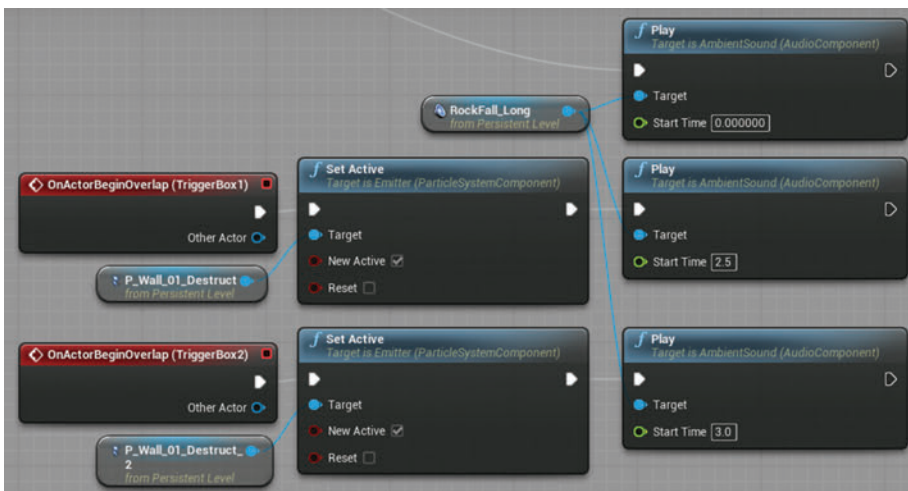 Play
Target is AmbientSound (AudioComponent)
Target
Start Time 0.000000
RockFall_Long
from Persistent Level
OnActorBeginOverlap (TriggerBox1)
Other Actor
P_Wall_01_Destruct
from Persistent Level
Set Active
Target is Emitter (ParticleSystemComponent)
Target
New Active
Reset
Play
Target is AmbientSound (AudioComponent)
Target
Start Time 2.5
OnActorBeginOverlap (TriggerBox2)
Other Actor
P_Wall_01_Destruct_
2
from Persistent Level
Set Active
Target is Emitter (ParticleSystemComponent)
Target
New Active
Reset
Play
Target is AmbientSound (AudioComponent)
Target
Start Time 3.0